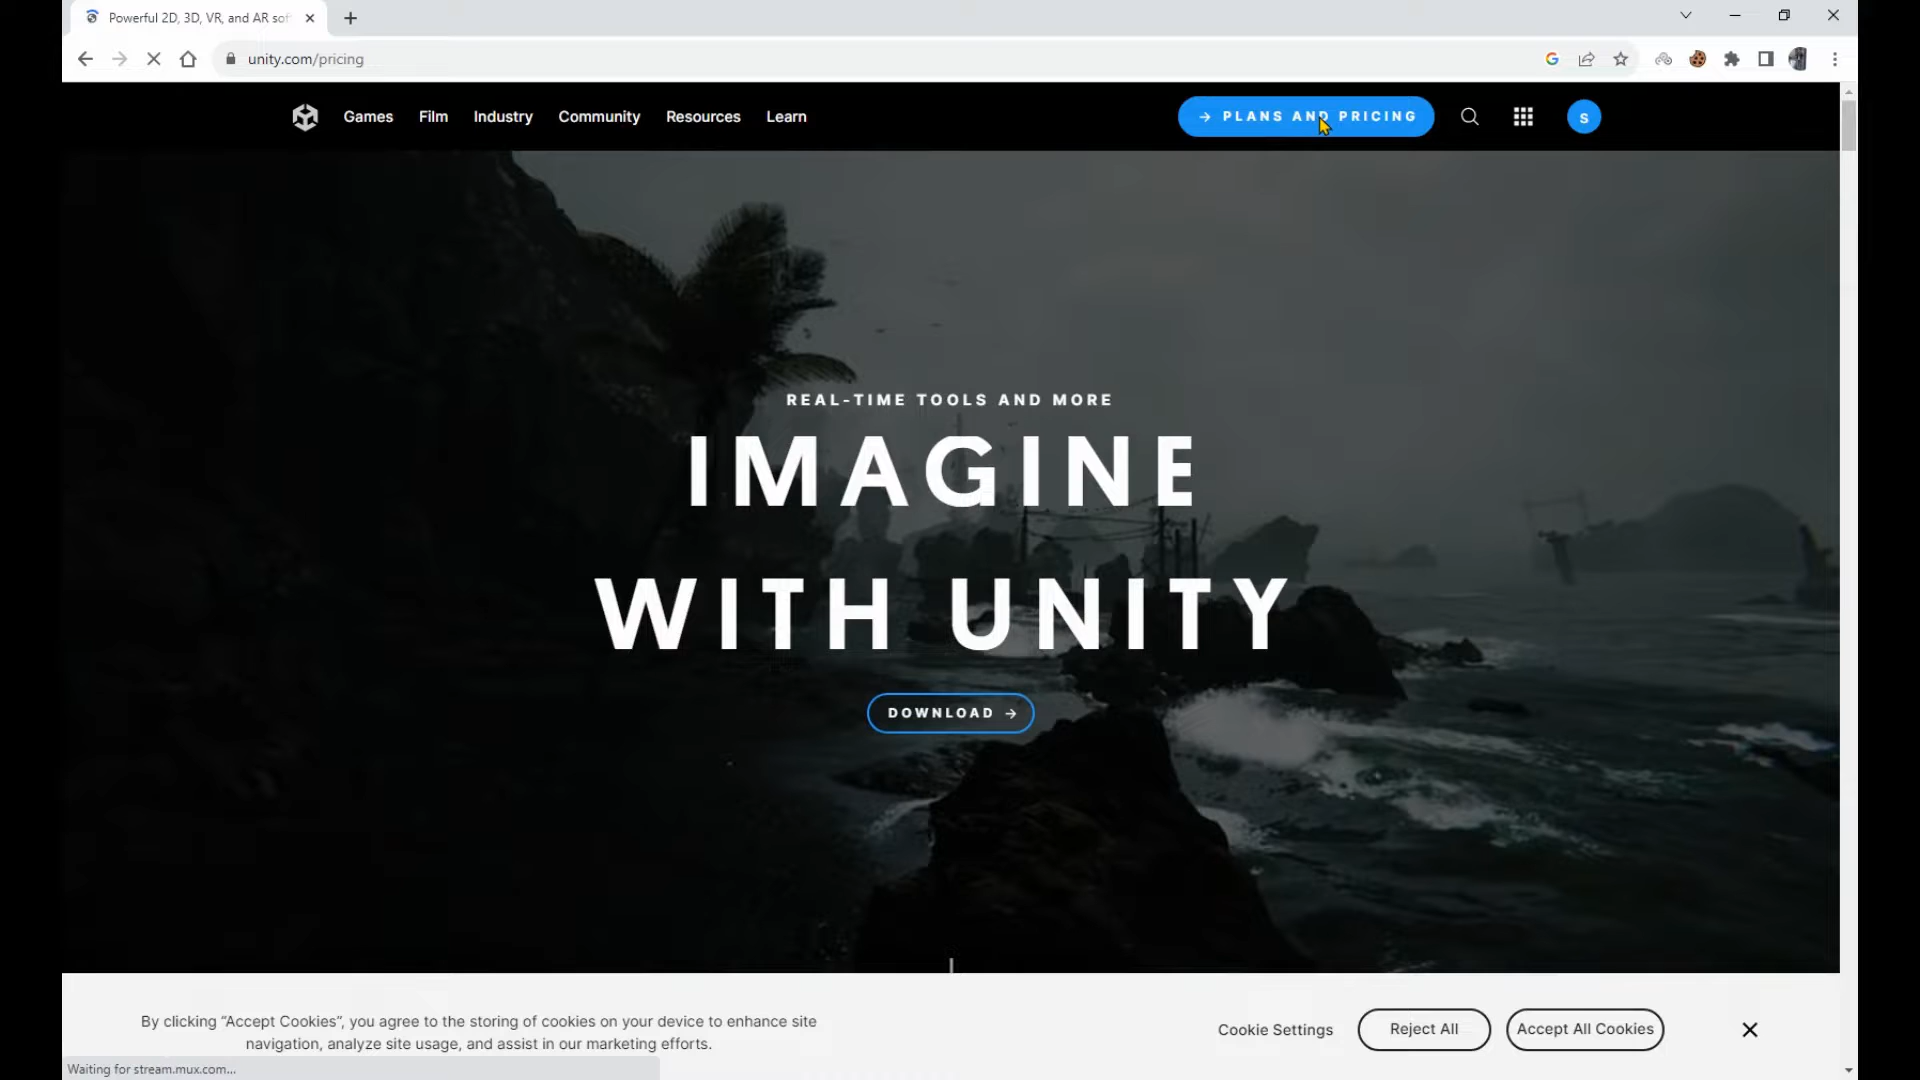 Powerful 2D, 3D, VR, and AR sof
unity.com/pricing
Games Film Industry Community Resources Learn
→ PLANS AND PRICING
S
REAL-TIME TOOLS AND MORE
IMAGINE
WITH UNITY
DOWNLOAD →
By clicking “Accept Cookies”, you agree to the storing of cookies on your device to enhance site
navigation, analyze site usage, and assist in our marketing efforts.
Cookie Settings
Reject All
Accept All Cookies
Waiting for stream.mux.com...